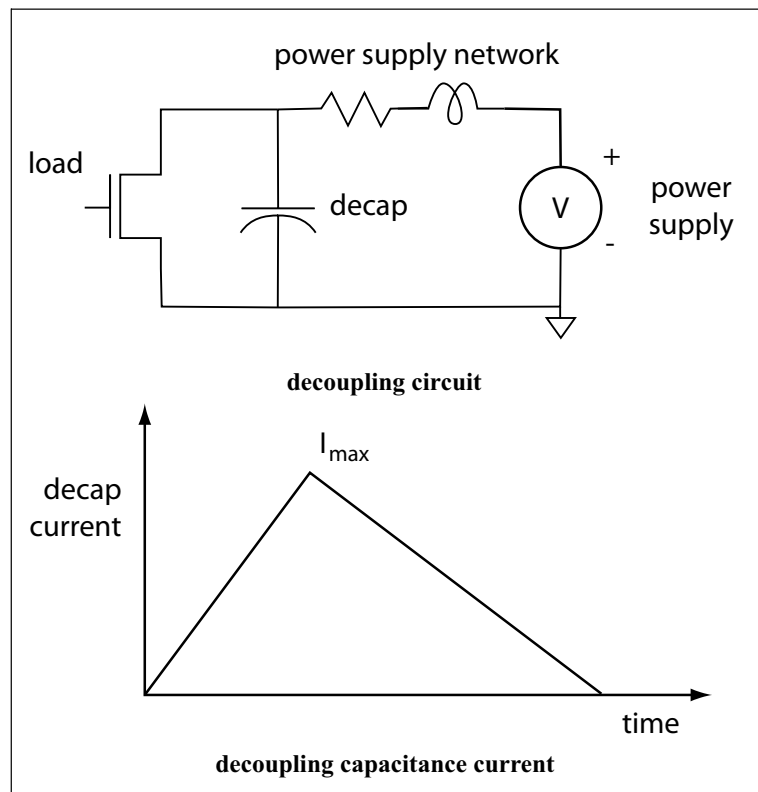 power supply network
load
decap
V
+
-
power
supply
decoupling circuit
Imax
decap
current
time
decoupling capacitance current